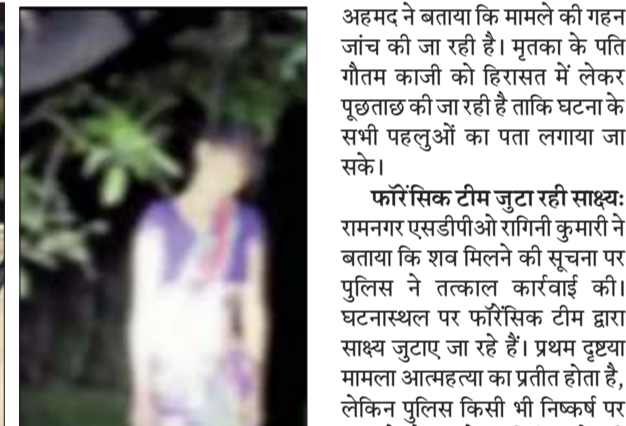 अहमद ने बताया कि मामले की गहन
जांच की जा रही है। मृतका के पति
गौतम काजी को हिरासत में लेकर
पूछताछ की जा रही है ताकि घटना के
सभी पहलुओं का पता लगाया जा
सके।
फॉरेंसिक टीम जुटा रही साक्ष्यः
रामनगर एसडीपीओ रागिनी कुमारी ने
बताया कि शव मिलने की सूचना पर
पुलिस ने तत्काल कार्रवाई की।
घटनास्थल पर फॉरेंसिक टीम द्वारा
साक्ष्य जुटाए जा रहे हैं। प्रथम दृष्टया
मामला आत्महत्या का प्रतीत होता है,
लेकिन पुलिस किसी भी निष्कर्ष पर